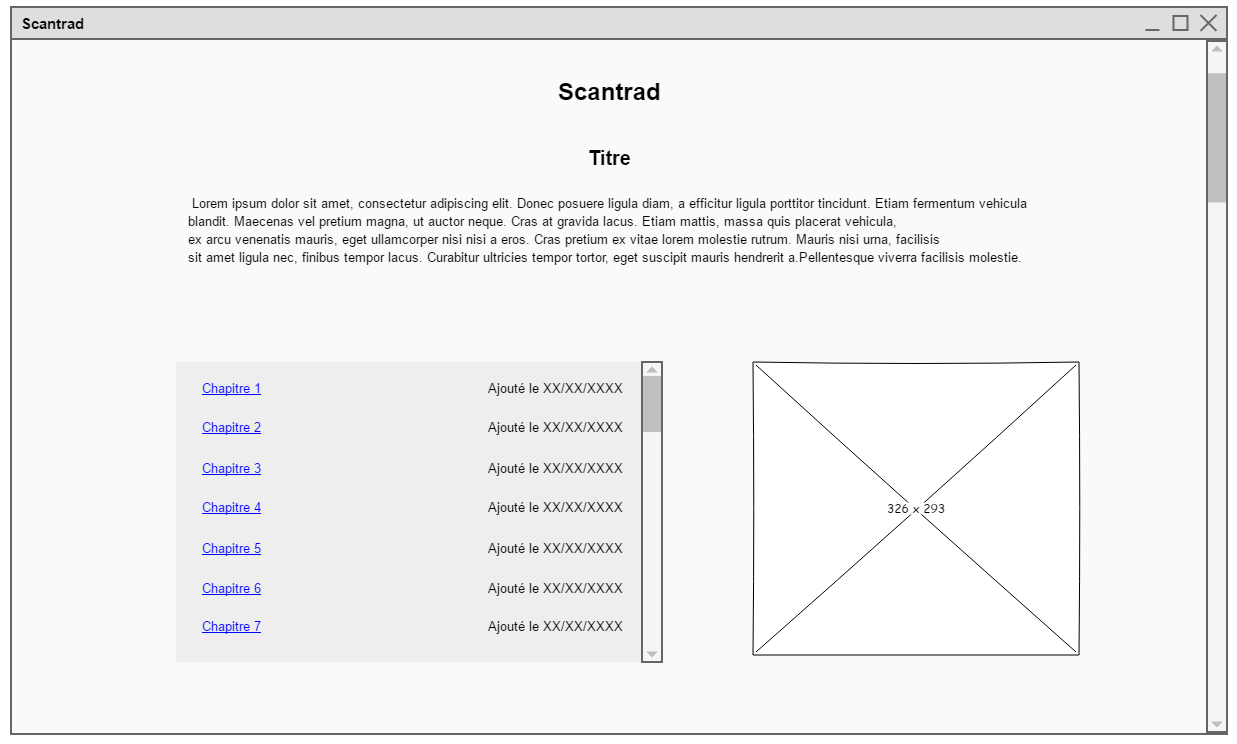 Scantrad
Scantrad
Titre
Lorem ipsum dolor sit amet, consectetur adipiscing elit. Donec posuere ligula diam, a efficitur ligula porttitor tincidunt. Etiam fermentum vehicula
blandit. Maecenas vel pretium magna, ut auctor neque. Cras at gravida lacus. Etiam mattis, massa quis placerat vehicula,
ex arcu venenatis mauris, eget ullamcorper nisi nisi a eros. Cras pretium ex vitae lorem molestie rutrum. Mauris nisi urna, facilisis
sit amet ligula nec, finibus tempor lacus. Curabitur ultricies tempor tortor, eget suscipit mauris hendrerit a.Pellentesque viverra facilisis molestie.
Chapitre 1 Ajouté le XX/XX/XXXX
Chapitre 2 Ajouté le XX/XX/XXXX
Chapitre 3 Ajouté le XX/XX/XXXX
Chapitre 4 Ajouté le XX/XX/XXXX
Chapitre 5 Ajouté le XX/XX/XXXX
Chapitre 6 Ajouté le XX/XX/XXXX
Chapitre 7 Ajouté le XX/XX/XXXX
326 x 293